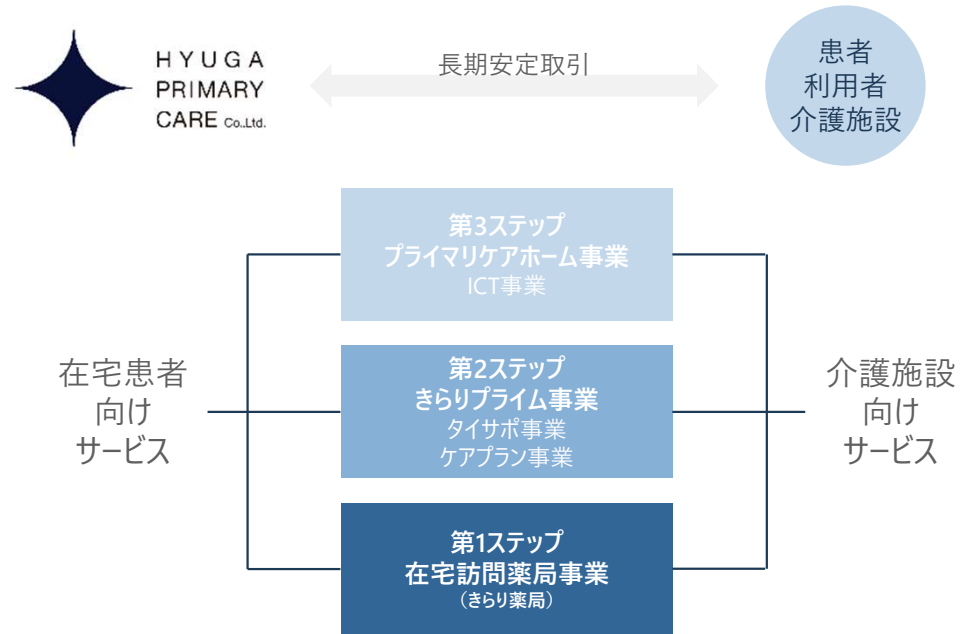 HYUGA
PRIMARY
CARE Co.,Ltd.
長期安定取引
患者
利用者
介護施設
第3ステップ
プライマリケアホーム事業
ICT事業
在宅患者
向け
サービス
第2ステップ
きらりプライム事業
タイサポ事業
ケアプラン事業
介護施設
向け
サービス
第1ステップ
在宅訪問薬局事業
（きらり薬局）